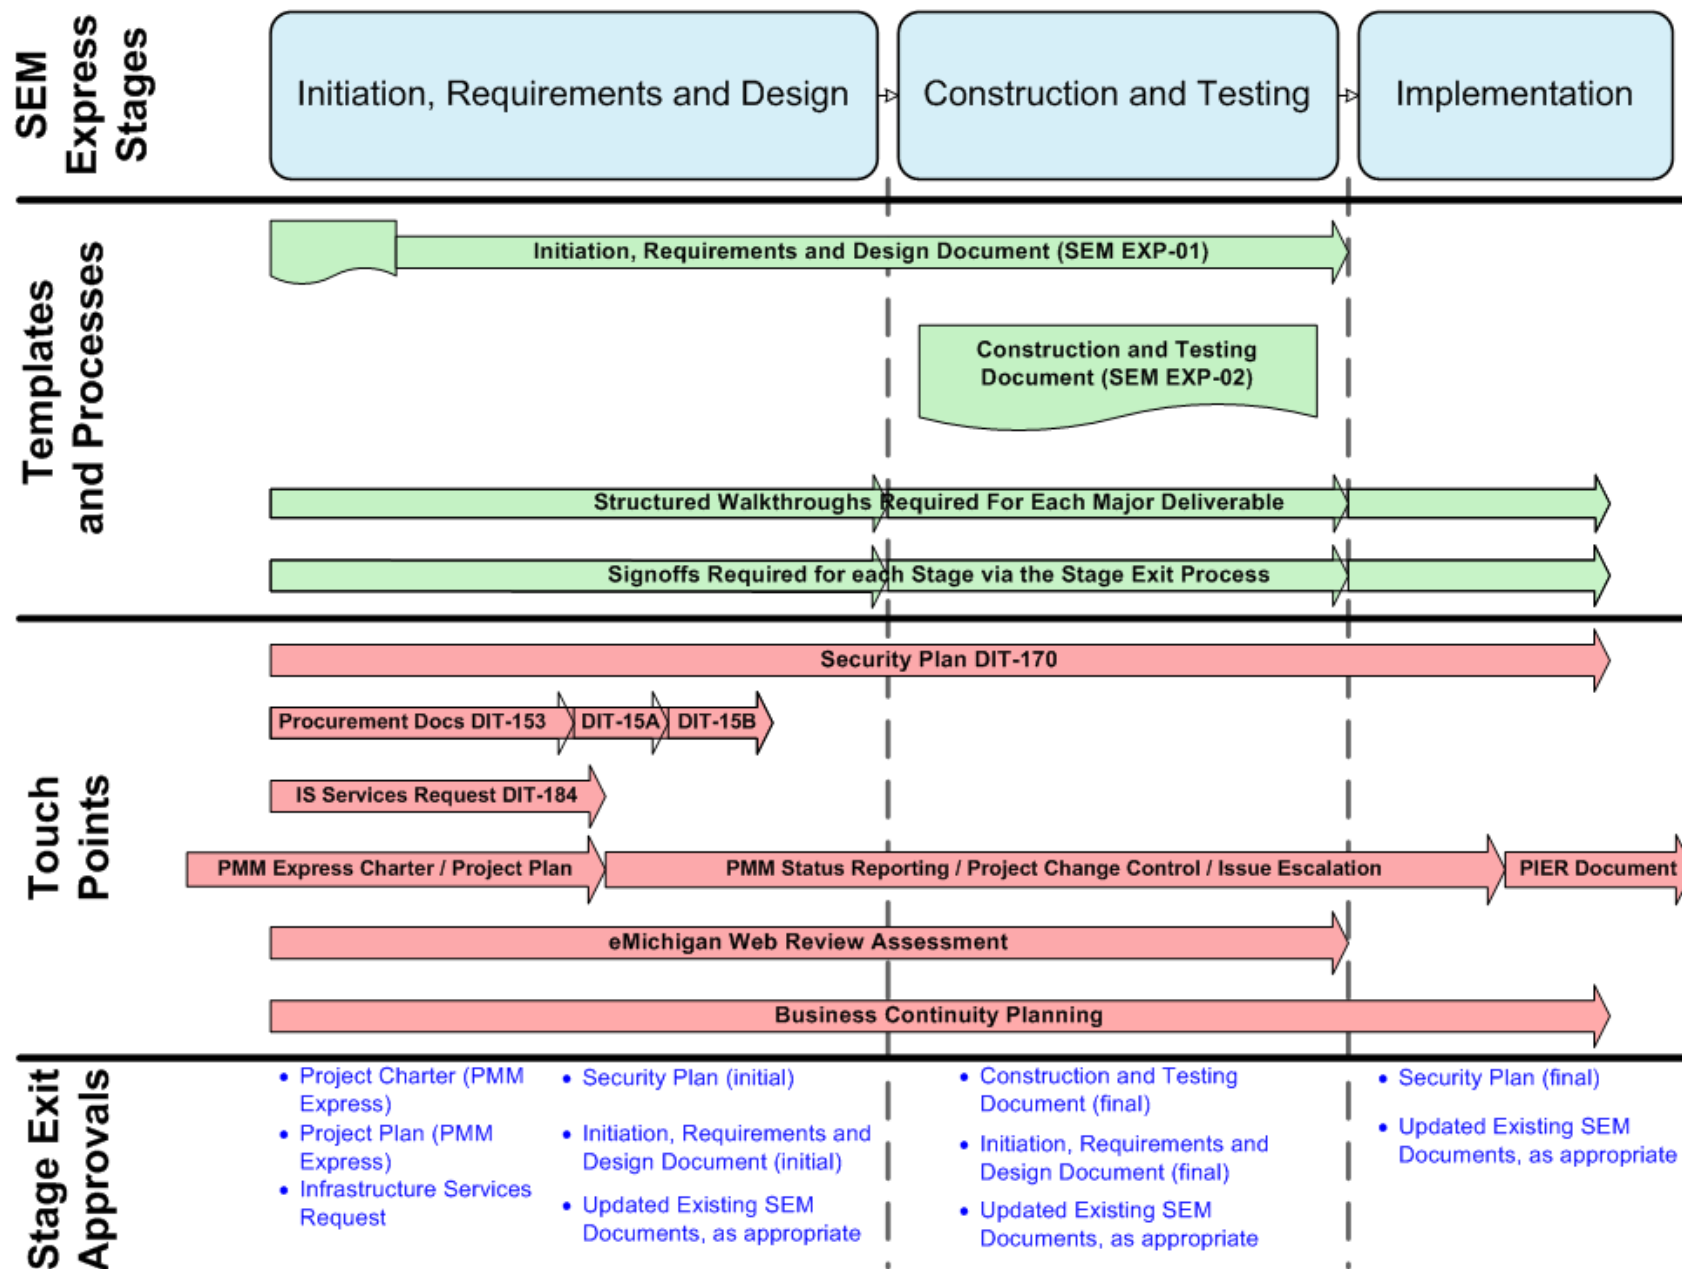 SEM
Express
Stages
Initiation, Requirements and Design
Construction and Testing
Implementation
Templates
and Processes
Initiation, Requirements and Design Document (SEM EXP-01)
Construction and Testing
Document (SEM EXP-02)
Structured Walkthroughs Required For Each Major Deliverable
Signoffs Required for each Stage via the Stage Exit Process
Touch
Points
Security Plan DIT-170
Procurement Docs DIT-153
DIT-15A
DIT-15B
IS Services Request DIT-184
PMM Express Charter / Project Plan
PMM Status Reporting / Project Change Control / Issue Escalation
PIER Document
eMichigan Web Review Assessment
Business Continuity Planning
Stage Exit
Approvals
• Project Charter (PMM
Express)
• Project Plan (PMM
Express)
• Infrastructure Services
Request
• Security Plan (initial)
• Initiation, Requirements and
Design Document (initial)
• Updated Existing SEM
Documents, as appropriate
• Construction and Testing
Document (final)
• Initiation, Requirements and
Design Document (final)
• Updated Existing SEM
Documents, as appropriate
• Security Plan (final)
• Updated Existing SEM
Documents, as appropriate